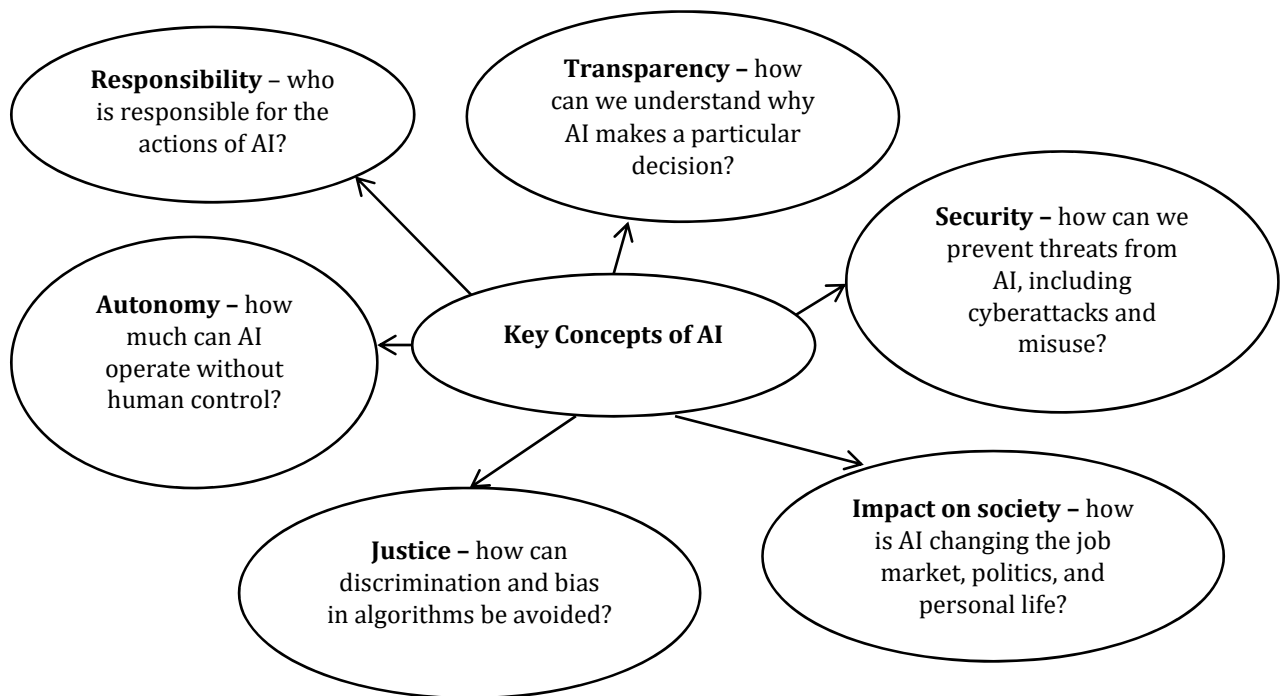 Responsibility – who
is responsible for the
actions of AI?
Transparency – how
can we understand why
AI makes a particular
decision?
Security – how can we
prevent threats from
AI, including
cyberattacks and
misuse?
Autonomy – how
much can AI
operate without
human control?
Key Concepts of AI
Justice – how can
discrimination and bias
in algorithms be avoided?
Impact on society – how
is AI changing the job
market, politics, and
personal life?